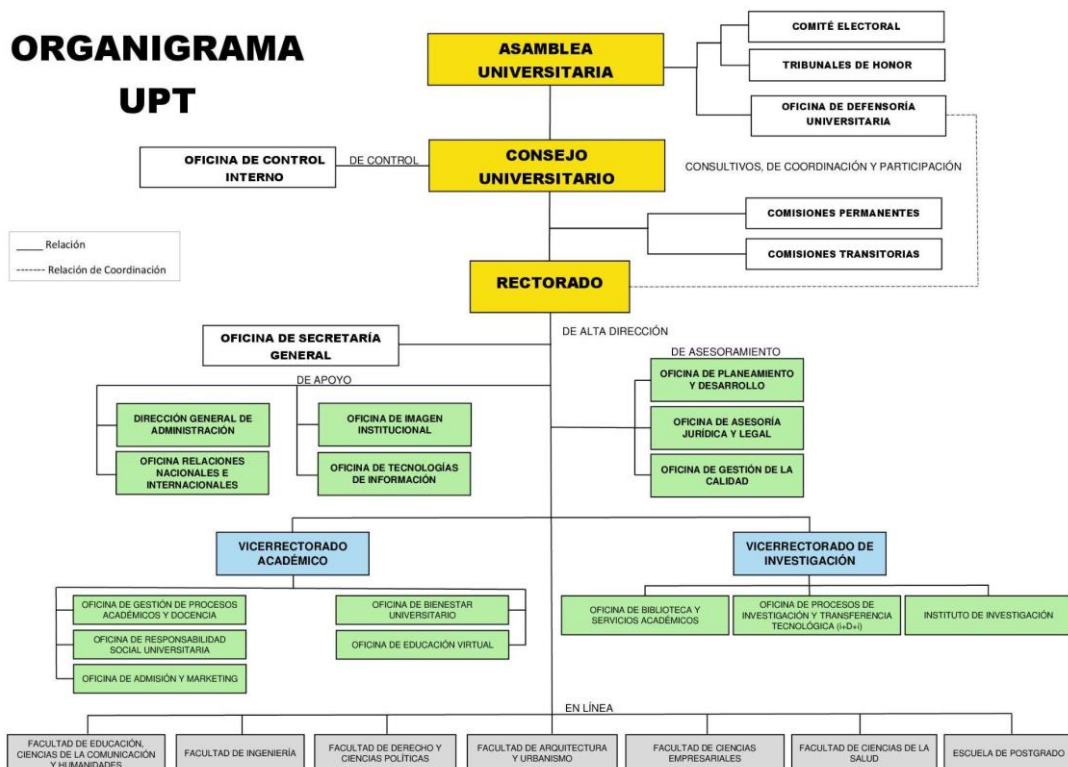 ORGANIGRAMA
UPT
ASAMBLEA
UNIVERSITARIA
COMITÉ ELECTORAL
TRIBUNALES DE HONOR
OFICINA DE DEFENSORÍA
UNIVERSITARIA
OFICINA DE CONTROL
INTERNO
DE CONTROL
CONSEJO
UNIVERSITARIO
CONSULTIVOS, DE COORDINACIÓN Y PARTICIPACIÓN
COMISIONES PERMANENTES
COMISIONES TRANSITORIAS
Relación
Relación de Coordinación
RECTORADO
DE ALTA DIRECCIÓN
OFICINA DE SECRETARÍA
GENERAL
DE APOYO
DIRECCIÓN GENERAL DE
ADMINISTRACIÓN
OFICINA RELACIONES
NACIONALES E
INTERNACIONALES
OFICINA DE IMAGEN
INSTITUCIONAL
OFICINA DE TECNOLOGÍAS
DE INFORMACIÓN
DE ASESORAMIENTO
OFICINA DE PLANEAMIENTO
Y DESARROLLO
OFICINA DE ASESORÍA
JURÍDICA Y LEGAL
OFICINA DE GESTIÓN DE LA
CALIDAD
VICERRECTORADO
ACADÉMICO
OFICINA DE GESTIÓN DE PROCESOS
ACADÉMICOS Y DOCENCIA
OFICINA DE RESPONSABILIDAD
SOCIAL UNIVERSITARIA
OFICINA DE ADMISIÓN Y MARKETING
OFICINA DE BIENESTAR
UNIVERSITARIO
OFICINA DE EDUCACIÓN VIRTUAL
VICERRECTORADO DE
INVESTIGACIÓN
OFICINA DE BIBLIOTECA Y
SERVICIOS ACADÉMICOS
OFICINA DE PROCESOS DE
INVESTIGACIÓN Y TRANSFERENCIA
TECNOLÓGICA (i+D+i)
INSTITUTO DE INVESTIGACIÓN
EN LÍNEA
FACULTAD DE EDUCACIÓN,
CIENCIAS DE LA COMUNICACIÓN
Y HUMANIDADES
FACULTAD DE INGENIERÍA
FACULTAD DE DERECHO Y
CIENCIAS POLÍTICAS
FACULTAD DE ARQUITECTURA
Y URBANISMO
FACULTAD DE CIENCIAS
EMPRESARIALES
FACULTAD DE CIENCIAS DE LA
SALUD
ESCUELA DE POSTGRADO